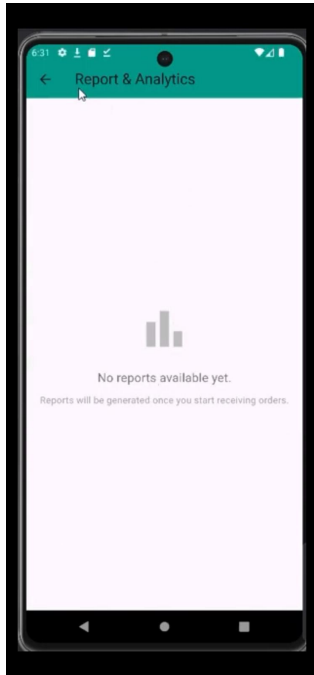 6:31
Report & Analytics
No reports available yet.
Reports will be generated once you start receiving orders.